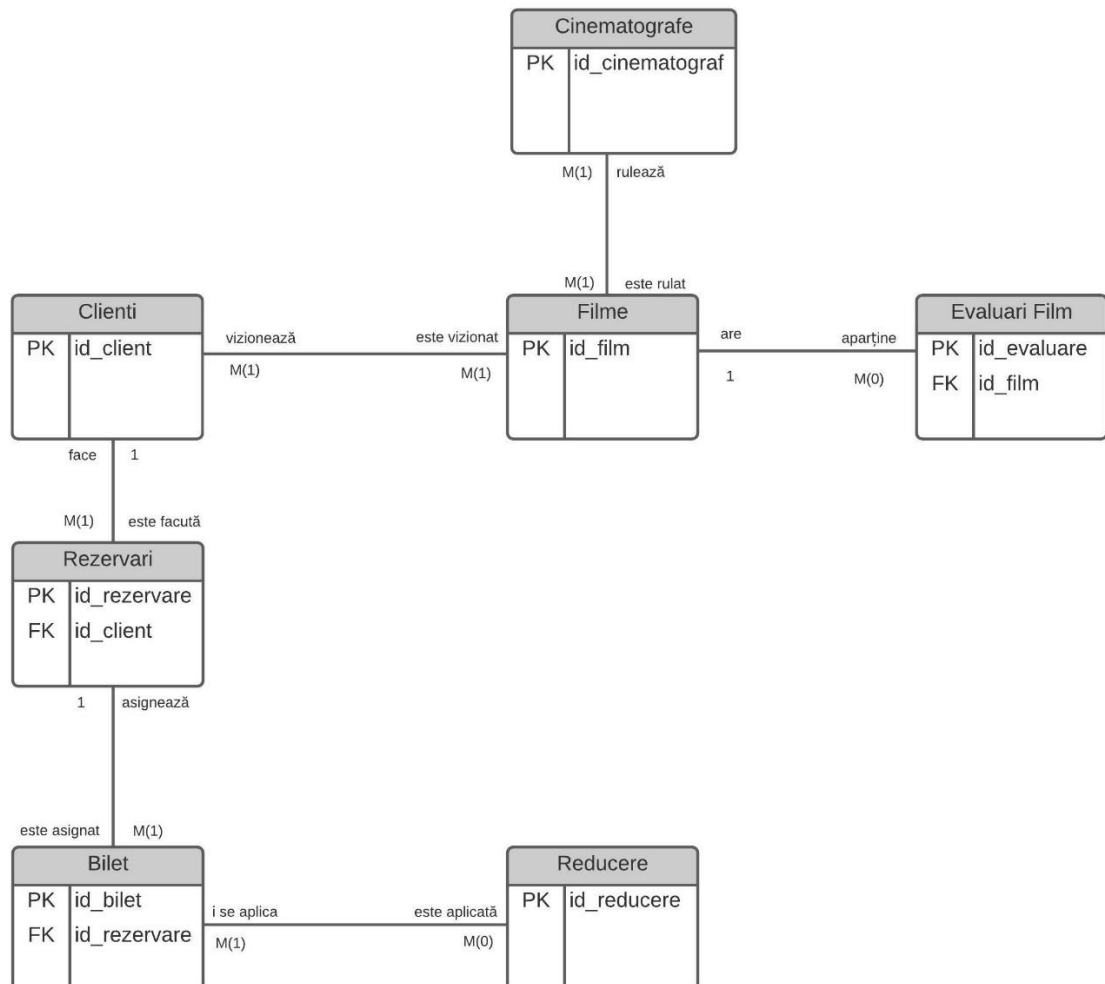 Cinematografe
PK id_cinematograf
M(1) rulează
M(1) este rulat
Clienti
PK id_client
vizionează este vizionat
M(1) M(1)
Filme
PK id_film
are aparține
1 M(0)
Evaluari Film
PK id_evaluare
FK id_film
face 1
M(1) este facută
Rezervari
PK id_rezervare
FK id_client
1 asignează
este asignat M(1)
Bilet
PK id_bilet
FK id_rezervare
i se aplica este aplicată
M(1) M(0)
Reducere
PK id_reducere